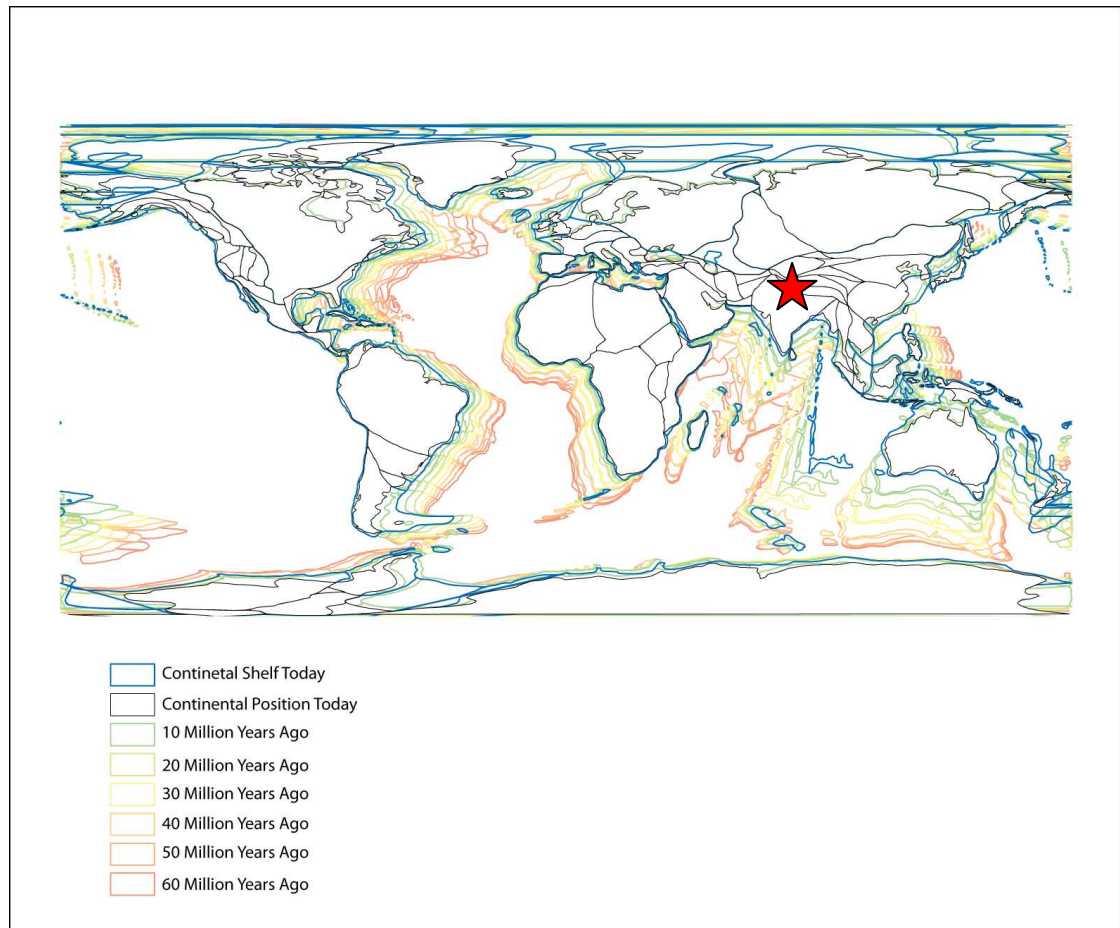 Continetal Shelf Today
Continental Position Today
10 Million Years Ago
20 Million Years Ago
30 Million Years Ago
40 Million Years Ago
50 Million Years Ago
60 Million Years Ago